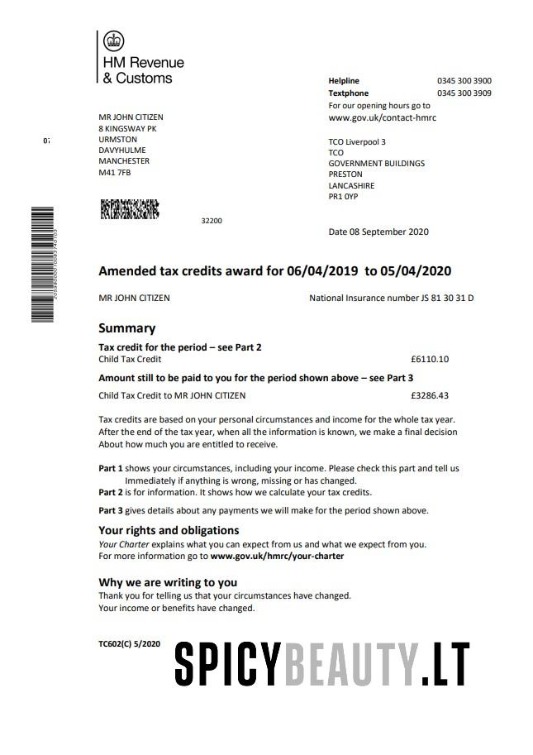 HM Revenue
& Customs
Helpline 0345 300 3900
Textphone 0345 300 3909
For our opening hours go to
www.gov.uk/contact-hmrc
MR JOHN CITIZEN
8 KINGSWAY PK
URMSTON
DAVYHULME
MANCHESTER
M41 7FB
TCO Liverpool 3
TCO
GOVERNMENT BUILDINGS
PRESTON
LANCASHIRE
PR1 0YP
32200
Date 08 September 2020
Amended tax credits award for 06/04/2019 to 05/04/2020
MR JOHN CITIZEN National Insurance number JS 81 30 31 D
Summary
Tax credit for the period – see Part 2
Child Tax Credit £6110.10
Amount still to be paid to you for the period shown above – see Part 3
Child Tax Credit to MR JOHN CITIZEN £3286.43
Tax credits are based on your personal circumstances and income for the whole tax year.
After the end of the tax year, when all the information is known, we make a final decision
About how much you are entitled to receive.
Part 1 shows your circumstances, including your income. Please check this part and tell us
Immediately if anything is wrong, missing or has changed.
Part 2 is for information. It shows how we calculate your tax credits.
Part 3 gives details about any payments we will make for the period shown above.
Your rights and obligations
Your Charter explains what you can expect from us and what we expect from you.
For more information go to www.gov.uk/hmrc/your-charter
Why we are writing to you
Thank you for telling us that your circumstances have changed.
Your income or benefits have changed.
TC602(C) 5/2020
SPICYBEAUTY.LT